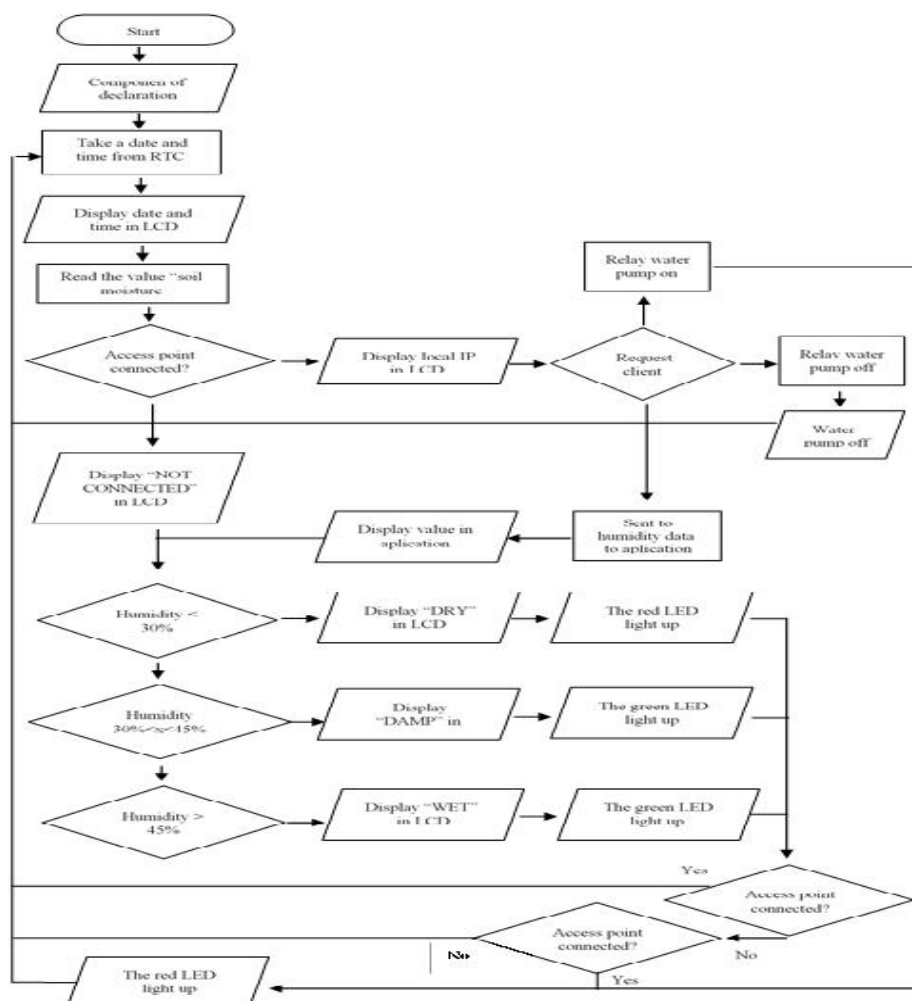 Start
Componen of
declaration
Take a date and
time from RTC
Display date and
time in LCD
Read the value “soil
moisture
Access point
connected?
Display local IP
in LCD
Request
client
Relay water
pump on
Relay water
pump off
Water
pump off
Display “NOT
CONNECTED”
in LCD
Display value in
aplication
Sent to
humidity data
to aplication
Humidity <
30%
Display “DRY”
in LCD
The red LED
light up
Humidity
30%<x<45%
Display
“DAMP” in
The green LED
light up
Humidity >
45%
Display “WET”
in LCD
The green LED
light up
Yes
Access point
connected?
Access point
connected?
No
No
Yes
The red LED
light up